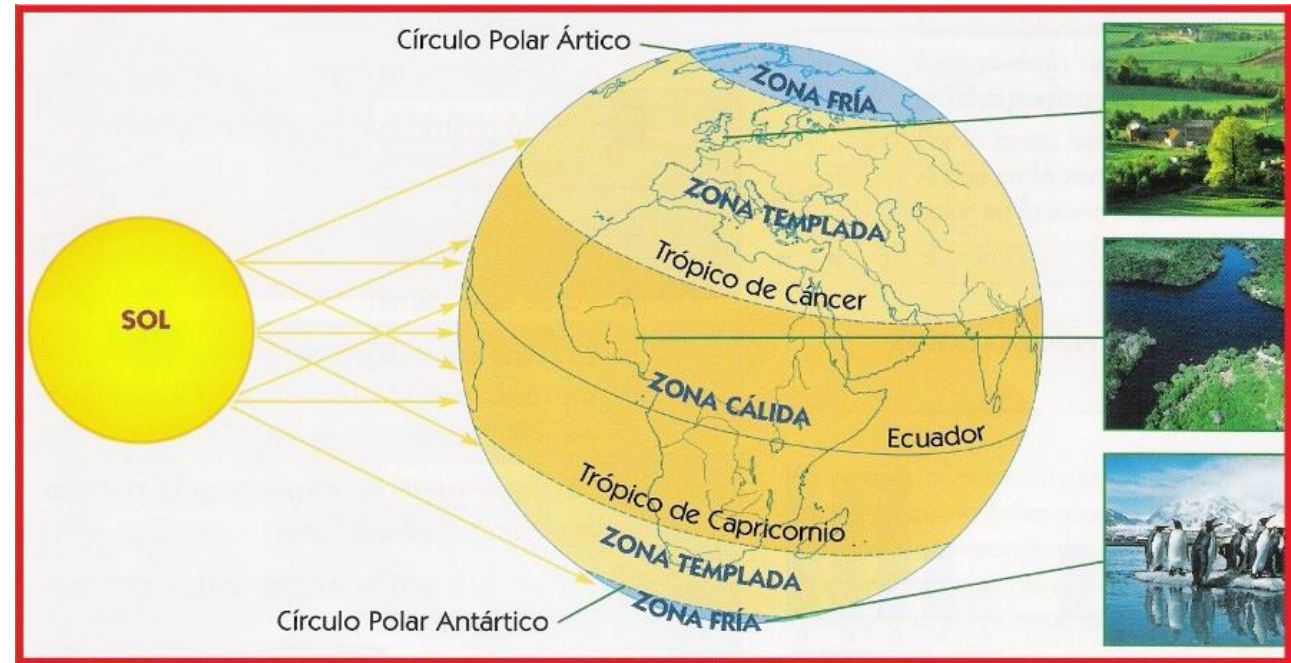 Círculo Polar Ártico
ZONA FRÍA
ZONA TEMPLADA
Trópico de Cáncer
SOL
ZONA CÁLIDA
Ecuador
Trópico de Capricornio
ZONA TEMPLADA
ZONA FRÍA
Círculo Polar Antártico